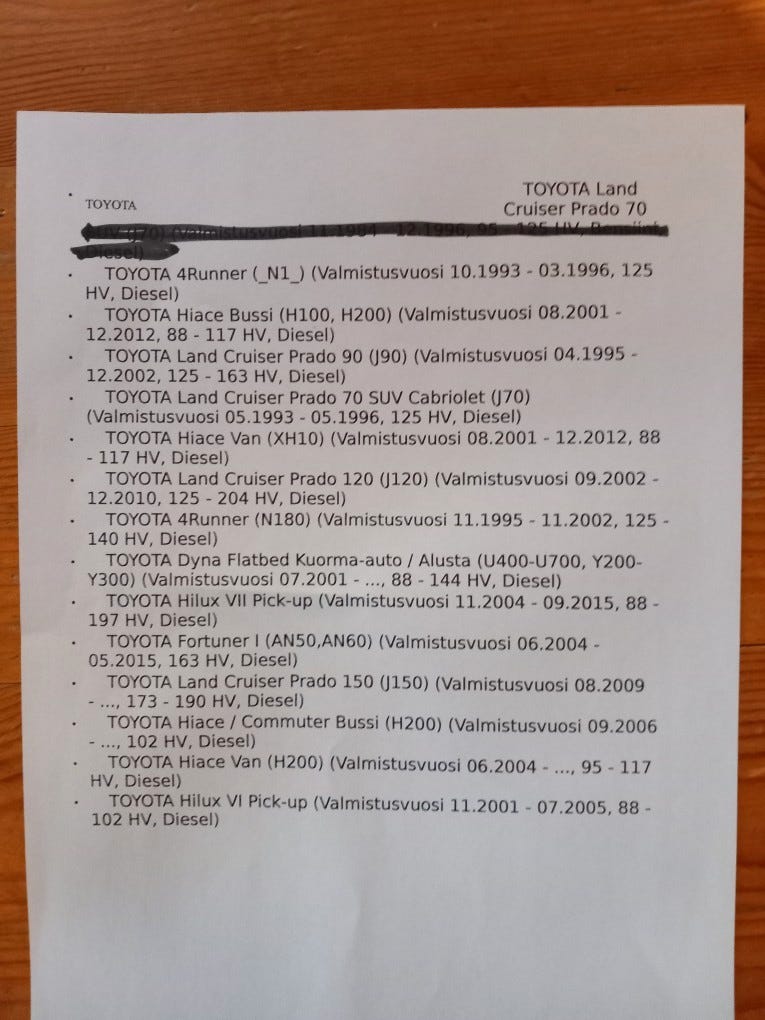 TOYOTA Land
TOYOTA
Cruiser Prado 70
(J70) (Valmistusvuosi 11.1984 - 12.1996, 95 - 125 HV,
Diesel)
TOYOTA 4Runner (_N1_) (Valmistusvuosi 10.1993 - 03.1996, 125
HV, Diesel)
TOYOTA Hiace Bussi (H100, H200) (Valmistusvuosi 08.2001 -
12.2012, 88 - 117 HV, Diesel)
TOYOTA Land Cruiser Prado 90 (J90) (Valmistusvuosi 04.1995 -
12.2002, 125 - 163 HV, Diesel)
TOYOTA Land Cruiser Prado 70 SUV Cabriolet (J70)
(Valmistusvuosi 05.1993 - 05.1996, 125 HV, Diesel)
TOYOTA Hiace Van (XH10) (Valmistusvuosi 08.2001 - 12.2012, 88
- 117 HV, Diesel)
TOYOTA Land Cruiser Prado 120 (J120) (Valmistusvuosi 09.2002 -
12.2010, 125 - 204 HV, Diesel)
TOYOTA 4Runner (N180) (Valmistusvuosi 11.1995 - 11.2002, 125 -
140 HV, Diesel)
TOYOTA Dyna Flatbed Kuorma-auto / Alusta (U400-U700, Y200-
Y300) (Valmistusvuosi 07.2001 - ..., 88 - 144 HV, Diesel)
TOYOTA Hilux VII Pick-up (Valmistusvuosi 11.2004 - 09.2015, 88 -
197 HV, Diesel)
TOYOTA Fortuner I (AN50,AN60) (Valmistusvuosi 06.2004 -
05.2015, 163 HV, Diesel)
TOYOTA Land Cruiser Prado 150 (J150) (Valmistusvuosi 08.2009
- ..., 173 - 190 HV, Diesel)
TOYOTA Hiace / Commuter Bussi (H200) (Valmistusvuosi 09.2006
- ..., 102 HV, Diesel)
TOYOTA Hiace Van (H200) (Valmistusvuosi 06.2004 - ..., 95 - 117
HV, Diesel)
TOYOTA Hilux VI Pick-up (Valmistusvuosi 11.2001 - 07.2005, 88 -
102 HV, Diesel)